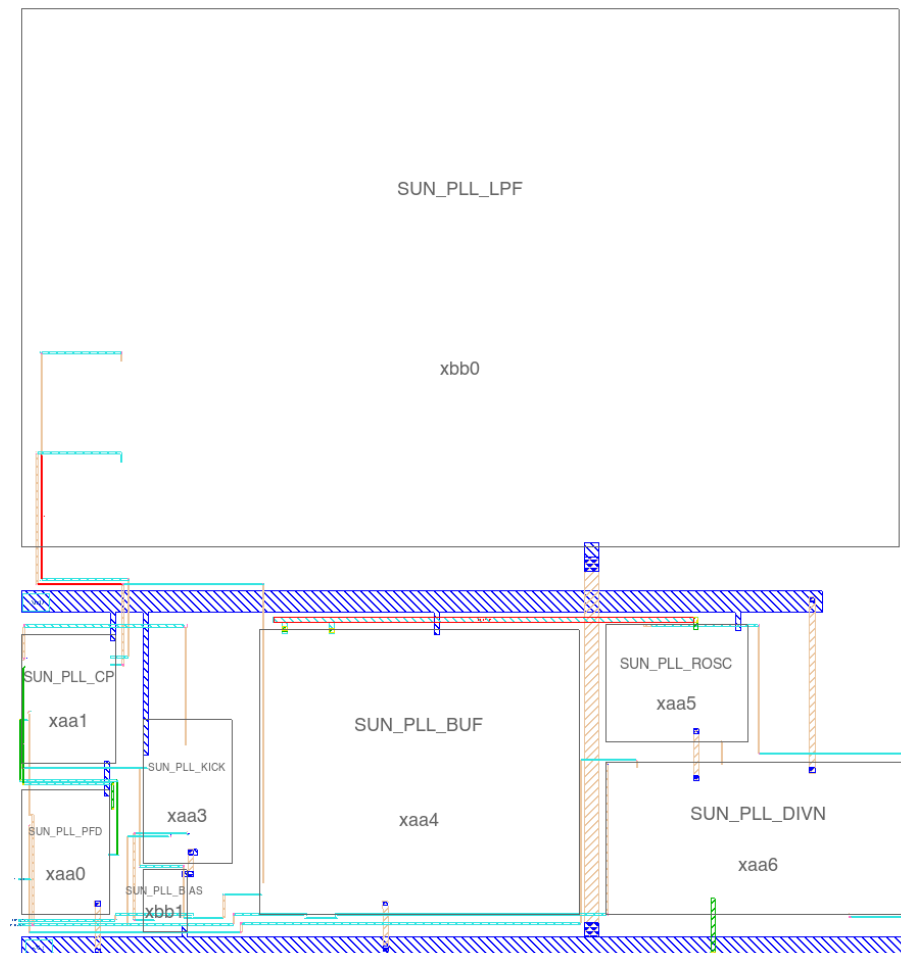 SUN_PLL_LPF
xbb0
SUN_PLL_CP
xaa1
SUN_PLL_ROSC
xaa5
SUN_PLL_BUF
xaa4
SUN_PLL_KICK
xaa3
SUN_PLL_DIVN
xaa6
SUN_PLL_PFD
xaa0
SUN_PLL_BIAS
xbb1